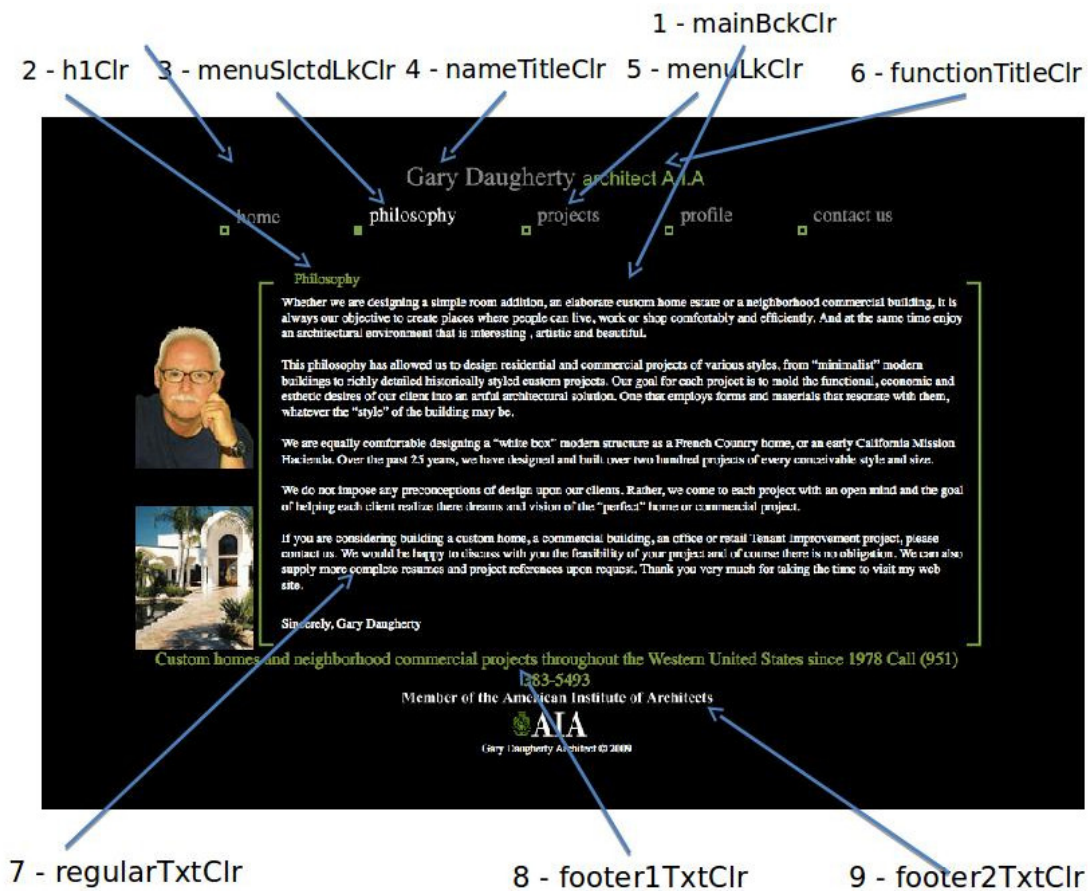 1 - mainBckClr
2 - h1Clr 3 - menuSlctdLkClr 4 - nameTitleClr 5 - menuLkClr 6 - functionTitleClr
Gary Daugherty architect A.I.A
home philosophy projects profile contact us
Philosophy
Whether we are designing a simple room addition, an elaborate custom home estate or a neighborhood commercial building, it is
always our objective to create places where people can live, work or shop comfortably and efficiently. And at the same time enjoy
an architectural environment that is interesting , artistic and beautiful.
This philosophy has allowed us to design residential and commercial projects of various styles, from “minimalist” modern
buildings to richly detailed historically styled custom projects. Our goal for each project is to mold the functional, economic and
esthetic desires of our client into an artful architectural solution. One that employs forms and materials that resonate with them,
whatever the “style” of the building may be.
We are equally comfortable designing a “white box” modern structure as a French Country home, or an early California Mission
Hacienda. Over the past 25 years, we have designed and built over two hundred projects of every conceivable style and size.
We do not impose any preconceptions of design upon our clients. Rather, we come to each project with an open mind and the goal
of helping each client realize there dreams and vision of the “perfect” home or commercial project.
If you are considering building a custom home, a commercial building, an office or retail Tenant Improvement project, please
contact us. We would be happy to discuss with you the feasibility of your project and of course there is no obligation. We can also
supply more complete resumes and project references upon request. Thank you very much for taking the time to visit my web
site.
Sincerely, Gary Daugherty
Custom homes and neighborhood commercial projects throughout the Western United States since 1978 Call (951)
Member of the American Institute of Architects
AIA
Gary Daugherty Architect © 2009
7 - regularTxtClr 8 - footer1TxtClr 9 - footer2TxtClr